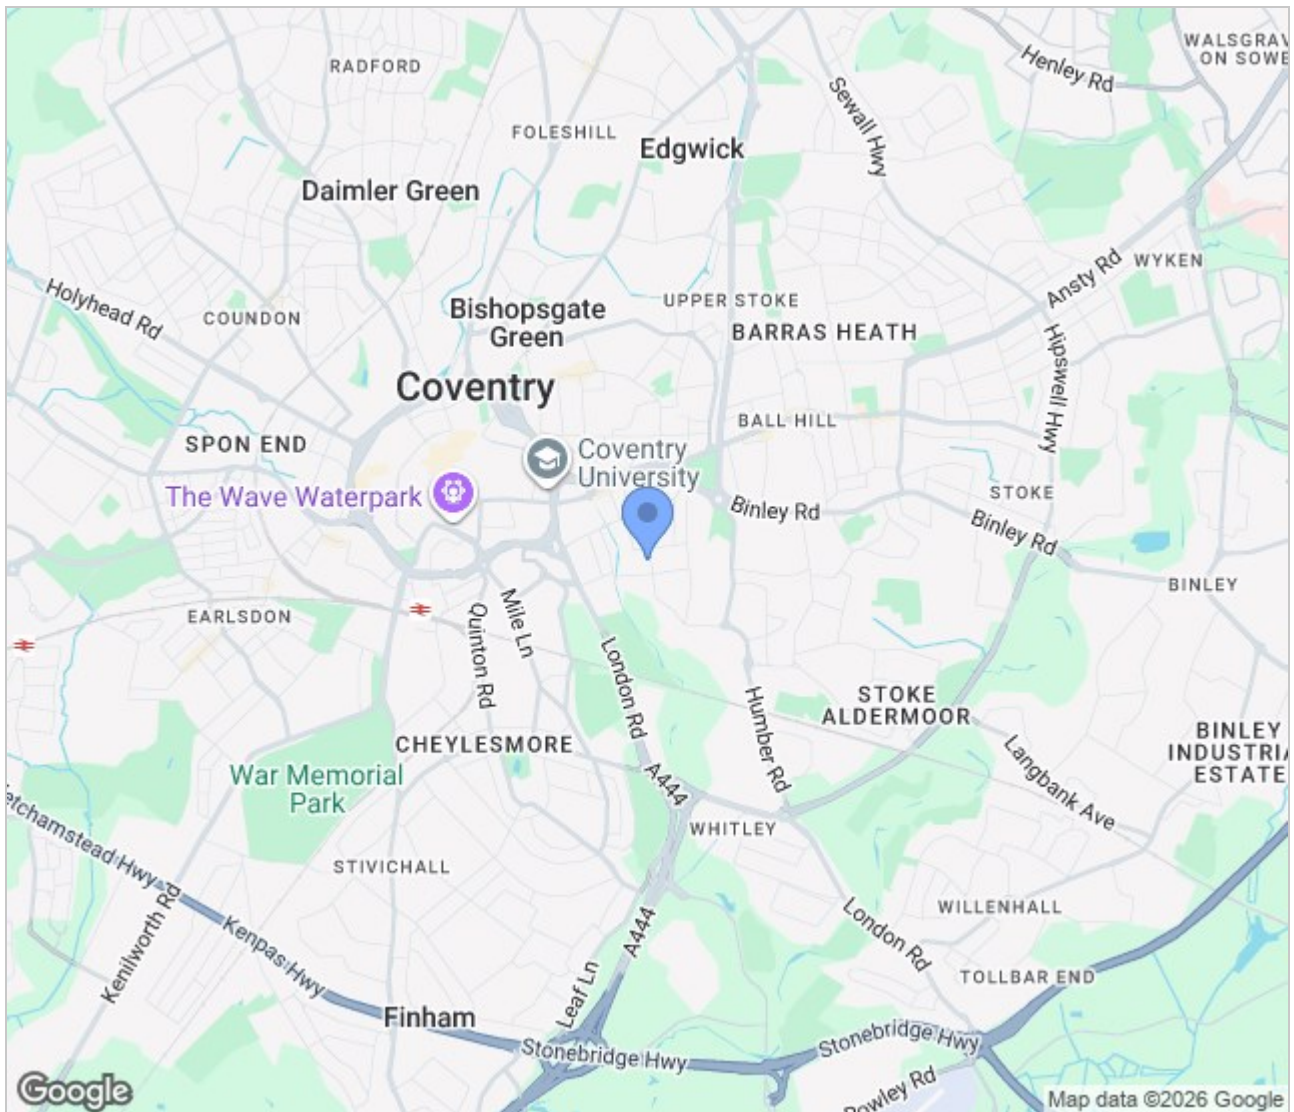 WALSGRAV
ON SOWE
Henley Rd
RADFORD
Sewall Hwy
FOLESHILL
Edgwick
Daimler Green
WYKEN
Ansty Rd
Holyhead Rd
COUNDON
Bishopsgate
Green
UPPER STOKE
BARRAS HEATH
Hipswell Hwy
Coventry
BALL HILL
SPON END
Coventry
University
The Wave Waterpark
STOKE
Binley Rd
Binley Rd
BINLEY
EARLSDON
Mile Ln
Quinton Rd
London Rd
STOKE
ALDERMOOR
Humber Rd
CHEYLESMORE
BINLEY
INDUSTRIA
ESTATE
Langbank Ave
War Memorial
Park
A444
WHITLEY
etchamstead Hwy
STIVICHALL
Kenilworth Rd
WILLENHALL
London Rd
Kenpas Hwy
A444
TOLLBAR END
Leaf Ln
Finham
Stonebridge Hwy
Stonebridge Hwy
Rowley Rd
Google
Map data ©2026 Google